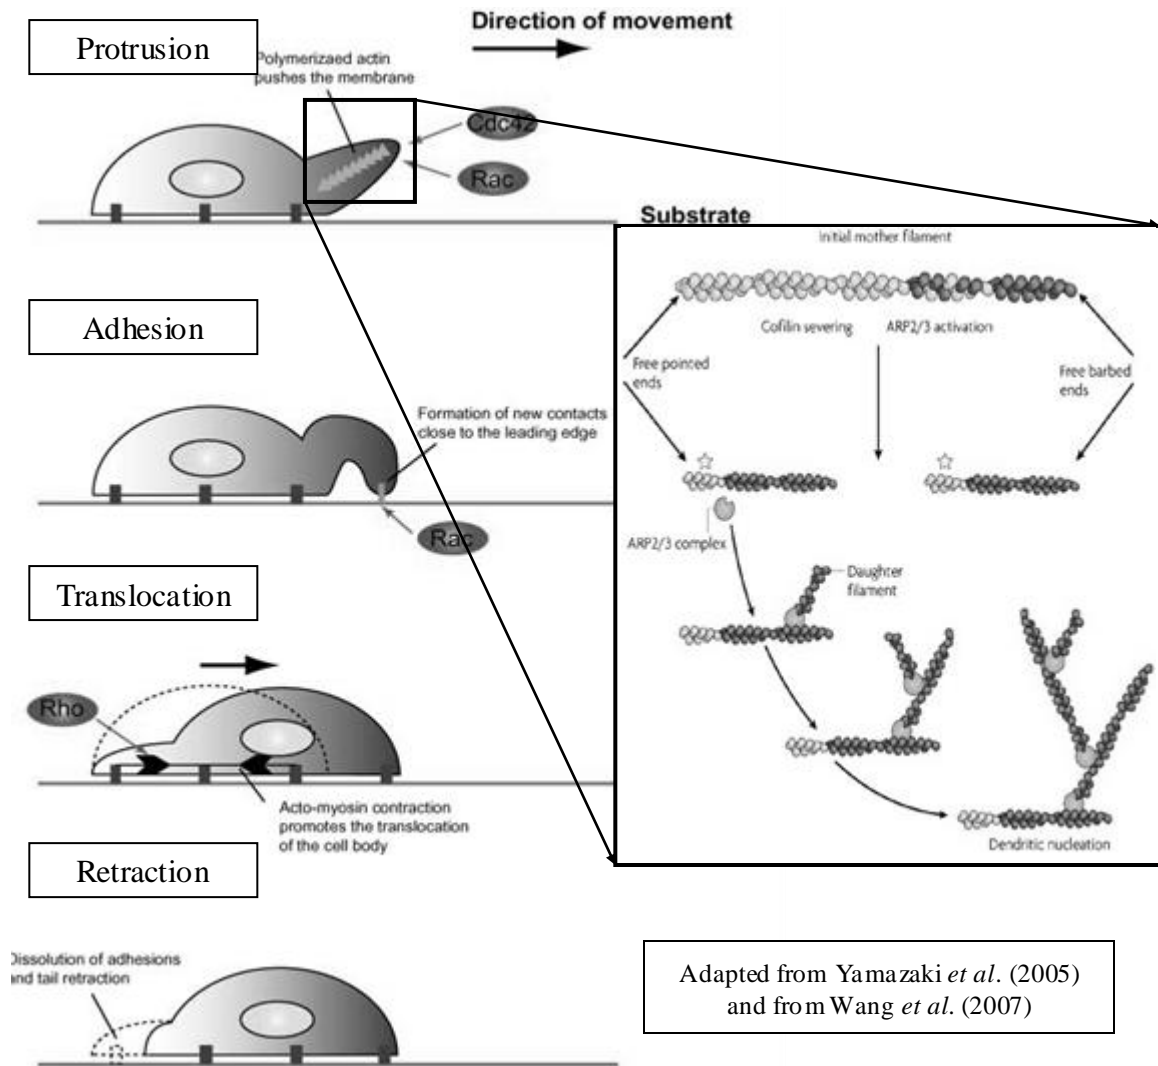 Direction of movement
Protrusion
Polymerizaed actin
pushes the membrane
Cdc42
Rac
Substrate
Initial mother filament
Cofilin severing
ARP2/3 activation
Free pointed
ends
Free barbed
ends
ARP2/3 complex
Daughter
filament
Dendritic nucleation
Adhesion
Formation of new contacts
close to the leading edge
Rac
Translocation
Rho
Acto-myosin contraction
promotes the translocation
of the cell body
Retraction
Dissolution of adhesions
and tail retraction
Adapted from Yamazaki et al. (2005)
and from Wang et al. (2007)